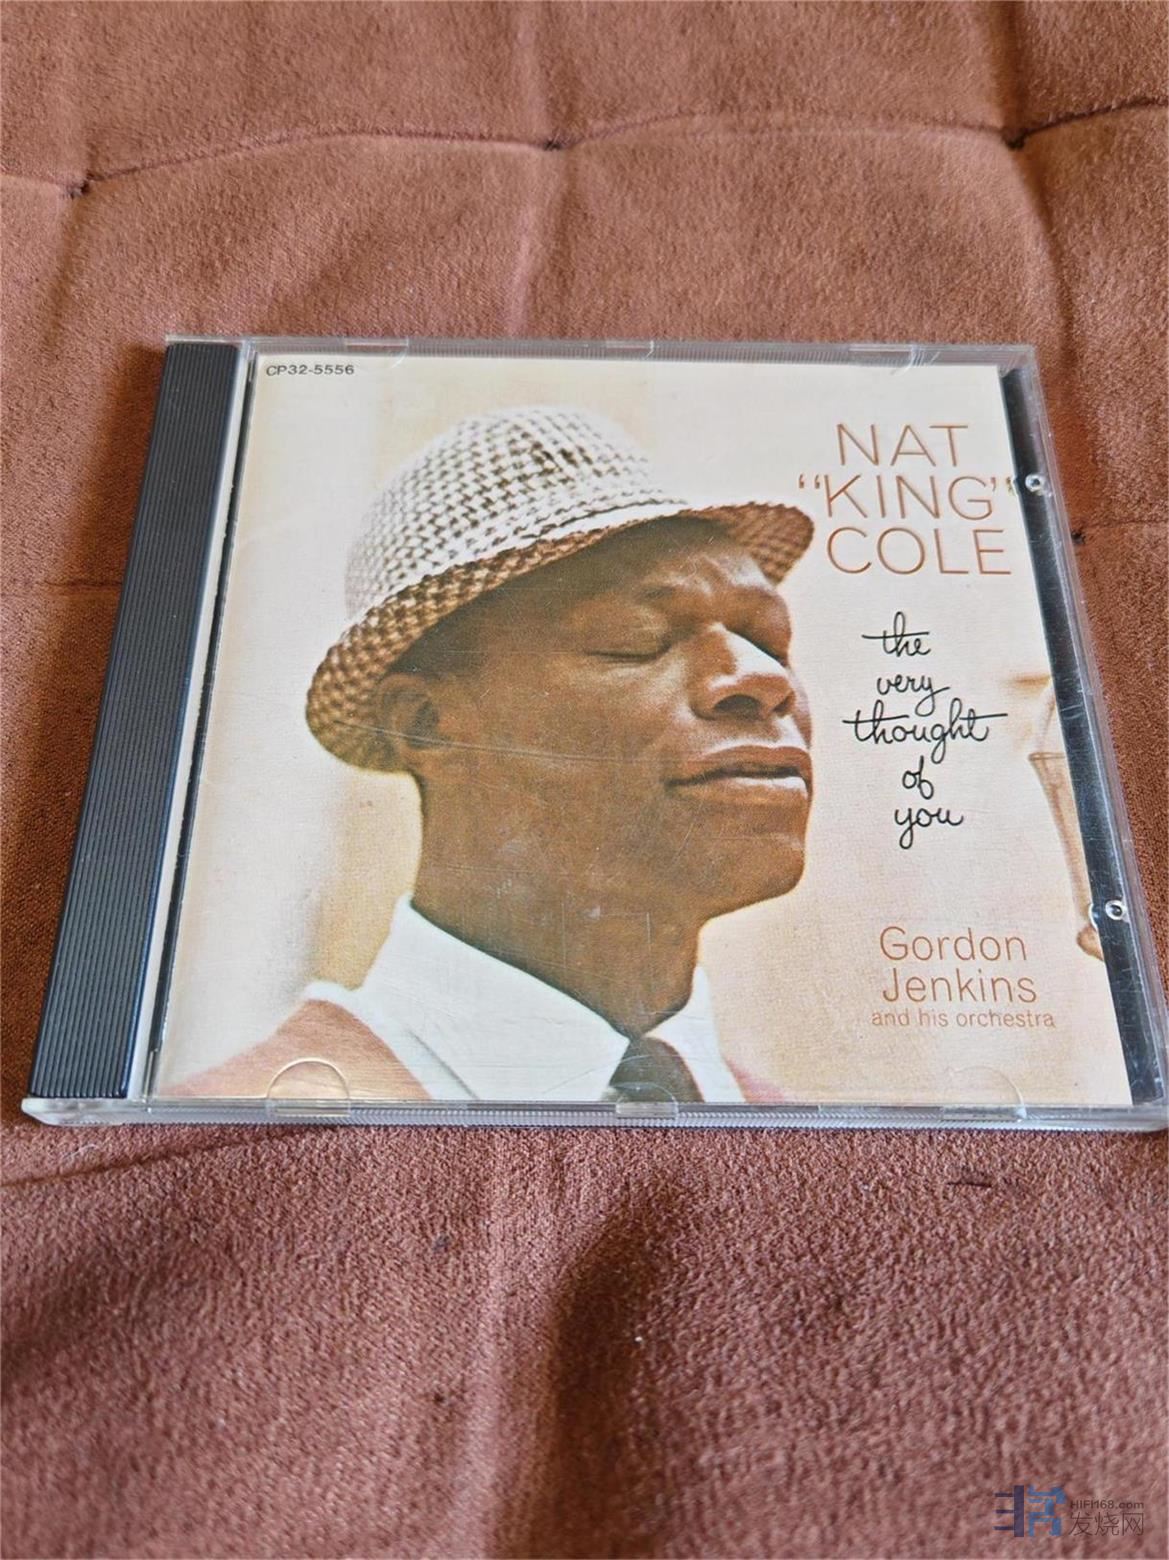 CP32-5556
NAT
"KING"
COLE
the
very
thought
of
you
Gordon
Jenkins
and his orchestra
HIFI168.com
发烧网